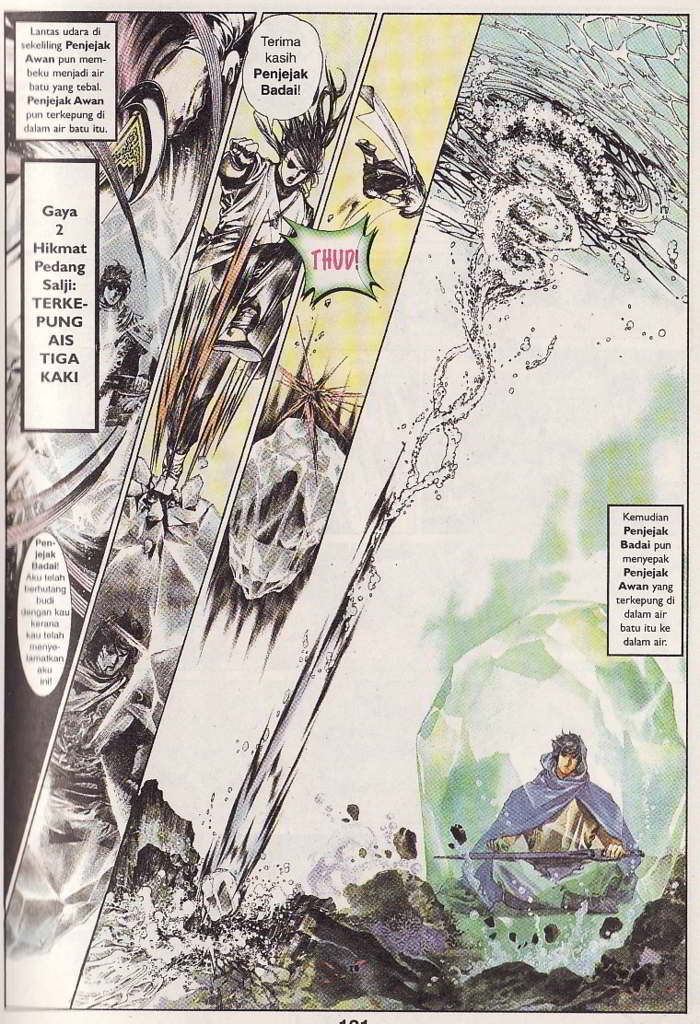 Lantas udara di
sekeliling Penjejak
Awan pun mem-
beku menjadi air
batu yang tebal.
Penjejak Awan
pun terkepung di
dalam air batu itu.
Gaya
2
Hikmat
Pedang
Salji:
TERKE-
PUNG
AIS
TIGA
KAKI
Pen-
jejak
Badai!
Aku telah
berhutang
budi
dengan kau
kerana
kau telah
menye-
lamatkan
aku
ini!
Terima
kasih
Penjejak
Badai!
THUD!
Kemudian
Penjejak
Badai pun
menyepak
Penjejak
Awan yang
terkepung di
dalam air
batu itu ke
dalam air.